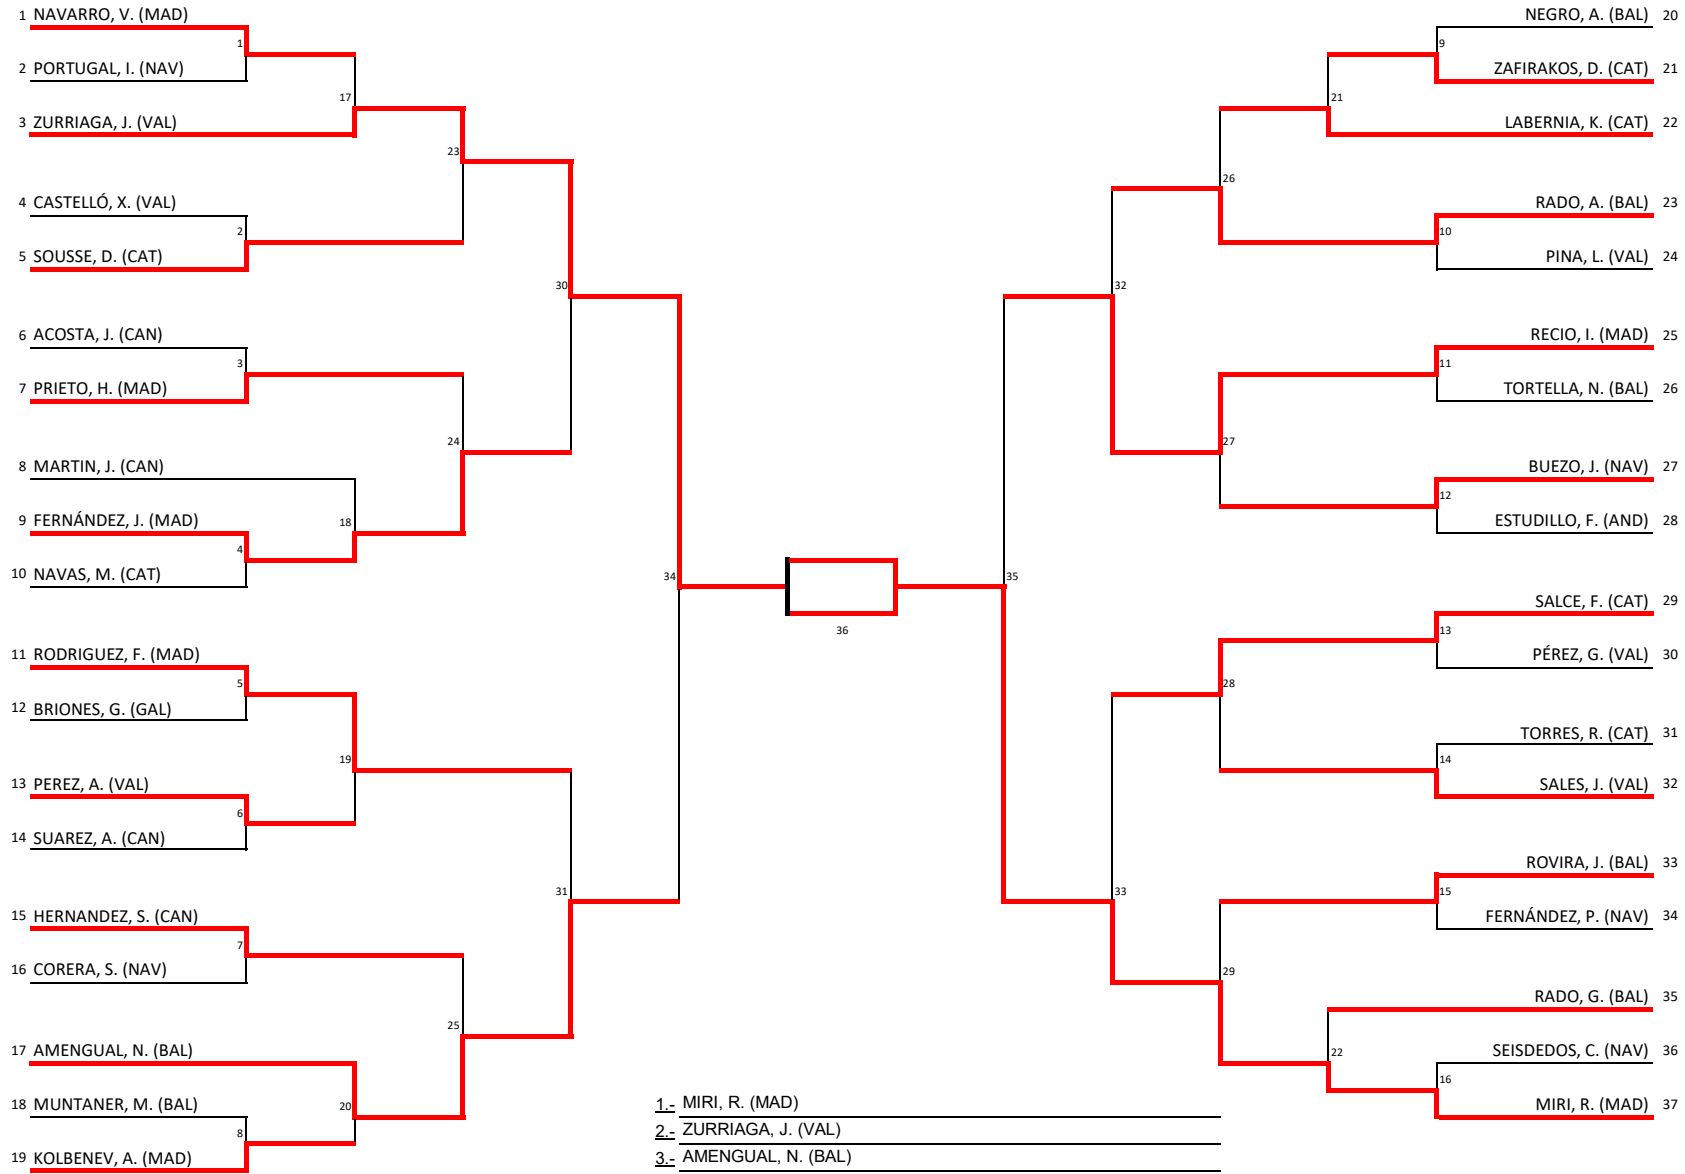 1 NAVARRO, V. (MAD)
1
2 PORTUGAL, I. (NAV)
17
3 ZURRIAGA, J. (VAL)
23
4 CASTELLÓ, X. (VAL)
2
5 SOUSSE, D. (CAT)
30
6 ACOSTA, J. (CAN)
3
7 PRIETO, H. (MAD)
24
8 MARTIN, J. (CAN)
9 FERNÁNDEZ, J. (MAD)
18
4
10 NAVAS, M. (CAT)
34
11 RODRIGUEZ, F. (MAD)
5
12 BRIONES, G. (GAL)
19
13 PEREZ, A. (VAL)
6
14 SUAREZ, A. (CAN)
31
15 HERNANDEZ, S. (CAN)
7
16 CORERA, S. (NAV)
25
17 AMENGUAL, N. (BAL)
18 MUNTANER, M. (BAL)
20
8
19 KOLBENEV, A. (MAD)
36
NEGRO, A. (BAL) 20
9
ZAFIRAKOS, D. (CAT) 21
21
LABERNIA, K. (CAT) 22
26
RADO, A. (BAL) 23
10
PINA, L. (VAL) 24
32
RECIO, I. (MAD) 25
11
TORTELLA, N. (BAL) 26
27
BUEZO, J. (NAV) 27
12
ESTUDILLO, F. (AND) 28
35
SALCE, F. (CAT) 29
13
PÉREZ, G. (VAL) 30
28
TORRES, R. (CAT) 31
14
SALES, J. (VAL) 32
33
ROVIRA, J. (BAL) 33
15
FERNÁNDEZ, P. (NAV) 34
29
RADO, G. (BAL) 35
22
SEISDEDOS, C. (NAV) 36
16
MIRI, R. (MAD) 37
1.- MIRI, R. (MAD)
2.- ZURRIAGA, J. (VAL)
3.- AMENGUAL, N. (BAL)